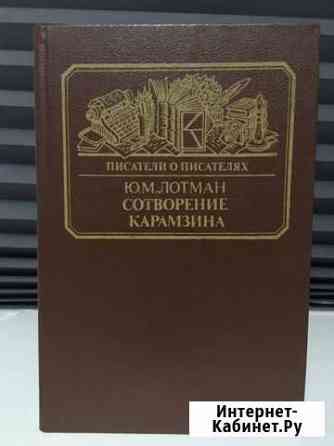 ПИСАТЕЛИ О ПИСАТЕЛЯХ
Ю.М.ЛОТМАН
СОТВОРЕНИЕ
КАРАМЗИНА
Интернет-
Кабинет.Ру